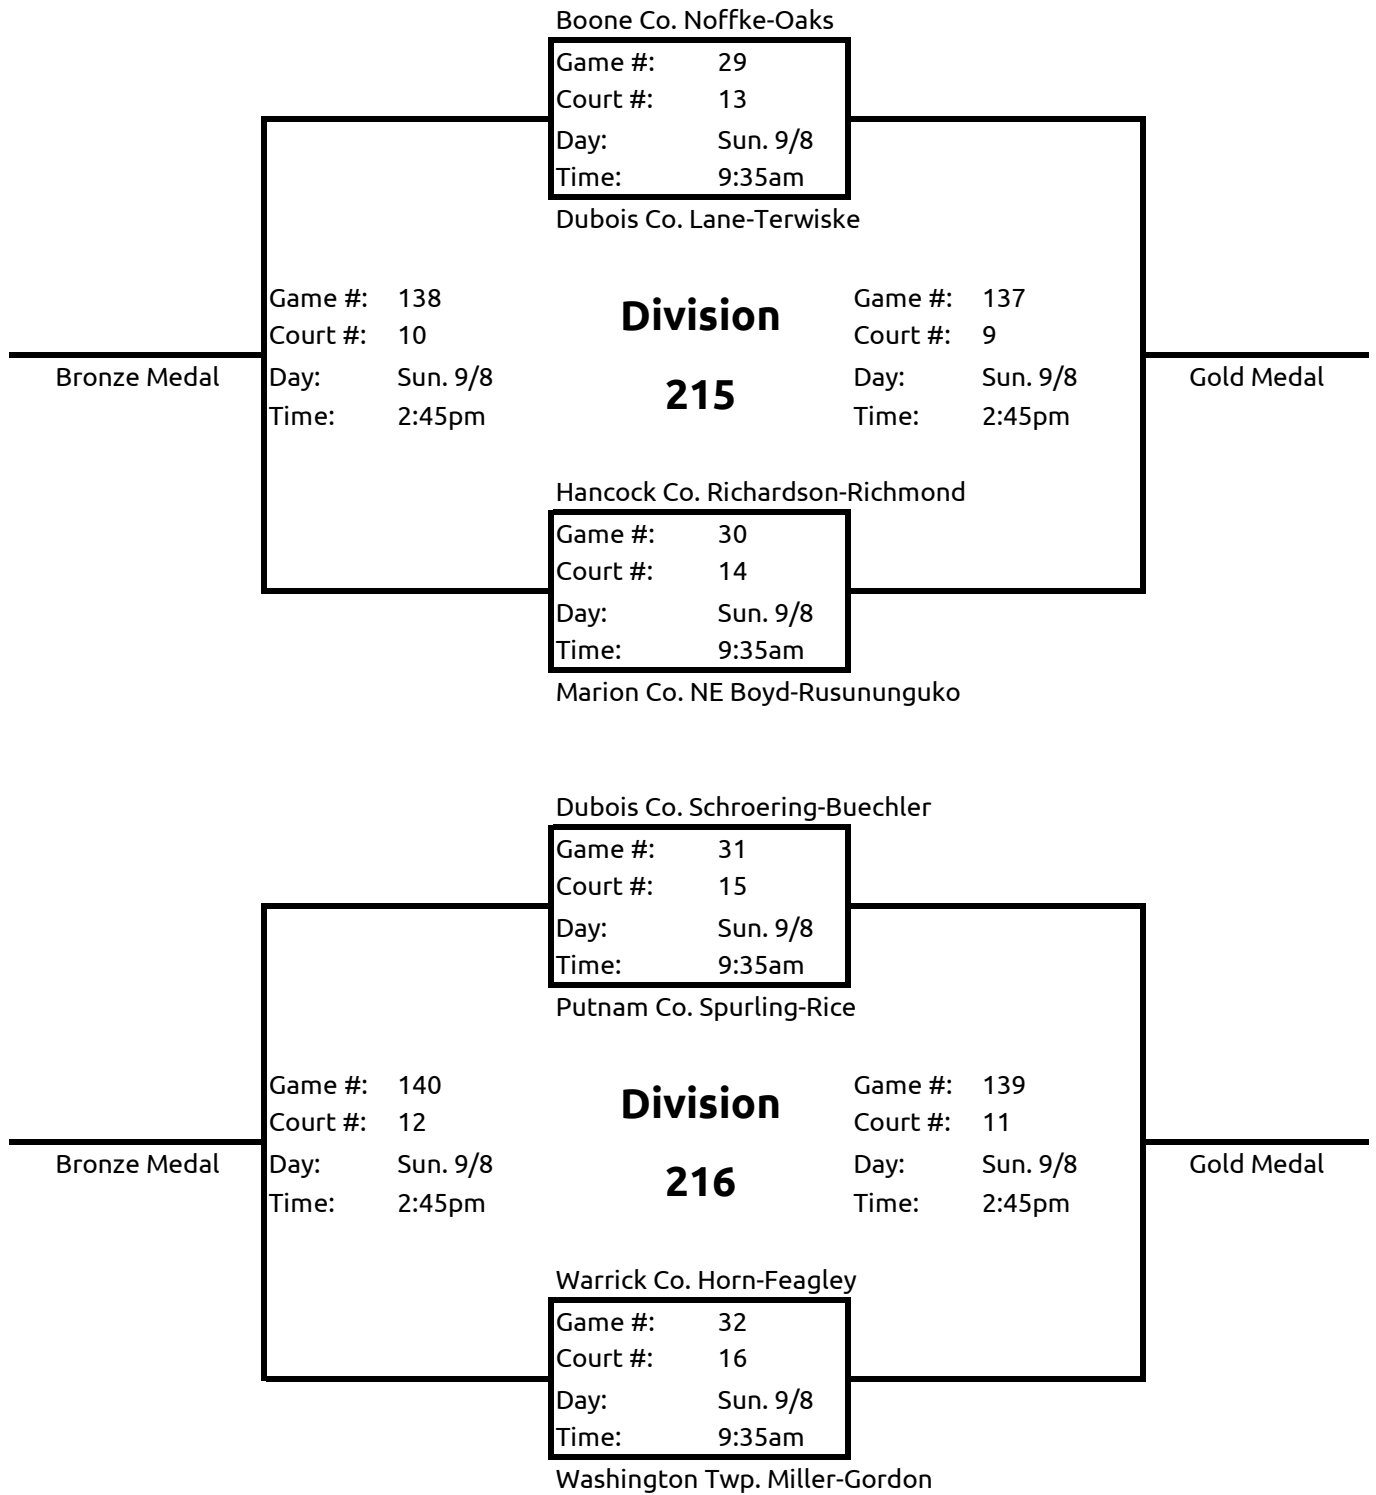 Boone Co. Noffke-Oaks
Game #: 29
Court #: 13
Day: Sun. 9/8
Time: 9:35am
Dubois Co. Lane-Terwiske
Game #: 138
Court #: 10
Day: Sun. 9/8
Time: 2:45pm
Bronze Medal
Division
215
Game #: 137
Court #: 9
Day: Sun. 9/8
Time: 2:45pm
Gold Medal
Hancock Co. Richardson-Richmond
Game #: 30
Court #: 14
Day: Sun. 9/8
Time: 9:35am
Marion Co. NE Boyd-Rusununguko
Dubois Co. Schroering-Buechler
Game #: 31
Court #: 15
Day: Sun. 9/8
Time: 9:35am
Putnam Co. Spurling-Rice
Game #: 140
Court #: 12
Day: Sun. 9/8
Time: 2:45pm
Bronze Medal
Division
216
Game #: 139
Court #: 11
Day: Sun. 9/8
Time: 2:45pm
Gold Medal
Warrick Co. Horn-Feagley
Game #: 32
Court #: 16
Day: Sun. 9/8
Time: 9:35am
Washington Twp. Miller-Gordon